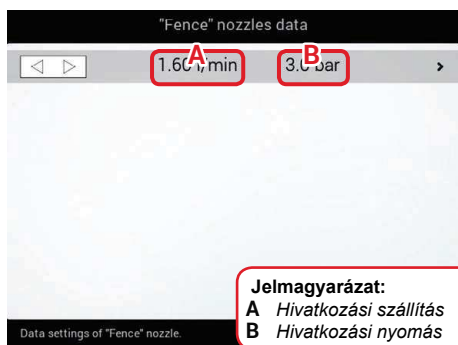 "Fence" nozzles data
A B
1.60 l/min 3.0 bar
Jelmagyarázat:
A Hivatkozási szállítás
B Hivatkozási nyomás
Data settings of "Fence" nozzle.